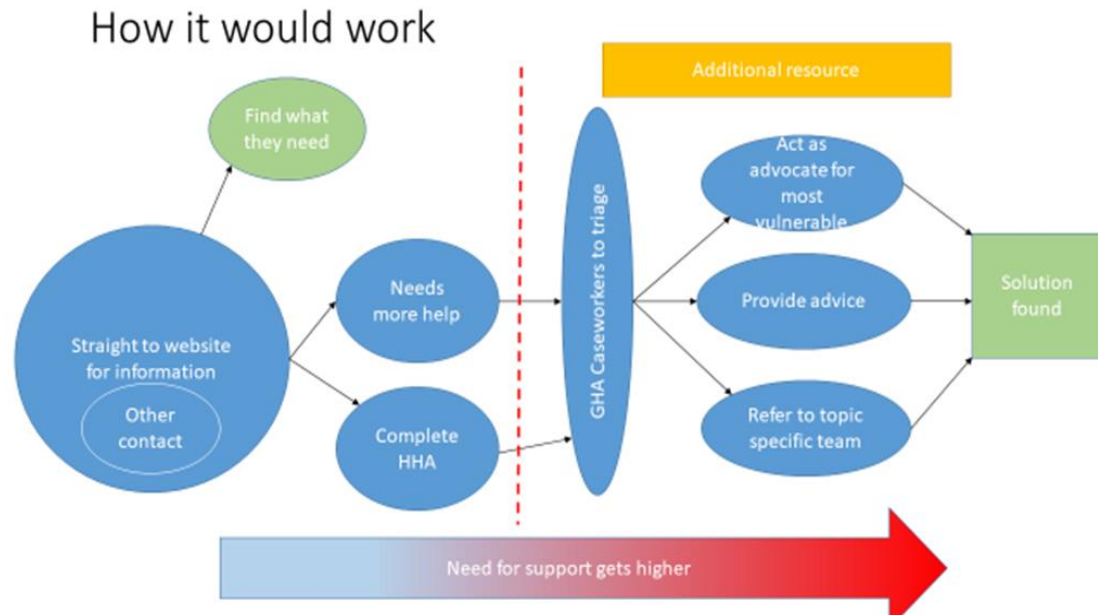 How it would work
Additional resource
Find what
they need
Act as
advocate for
most
vulnerable
GHA Caseworkers to triage
Needs
more help
Provide advice
Solution
found
Straight to website
for information
Other
contact
Complete
HHA
Refer to topic
specific team
Need for support gets higher